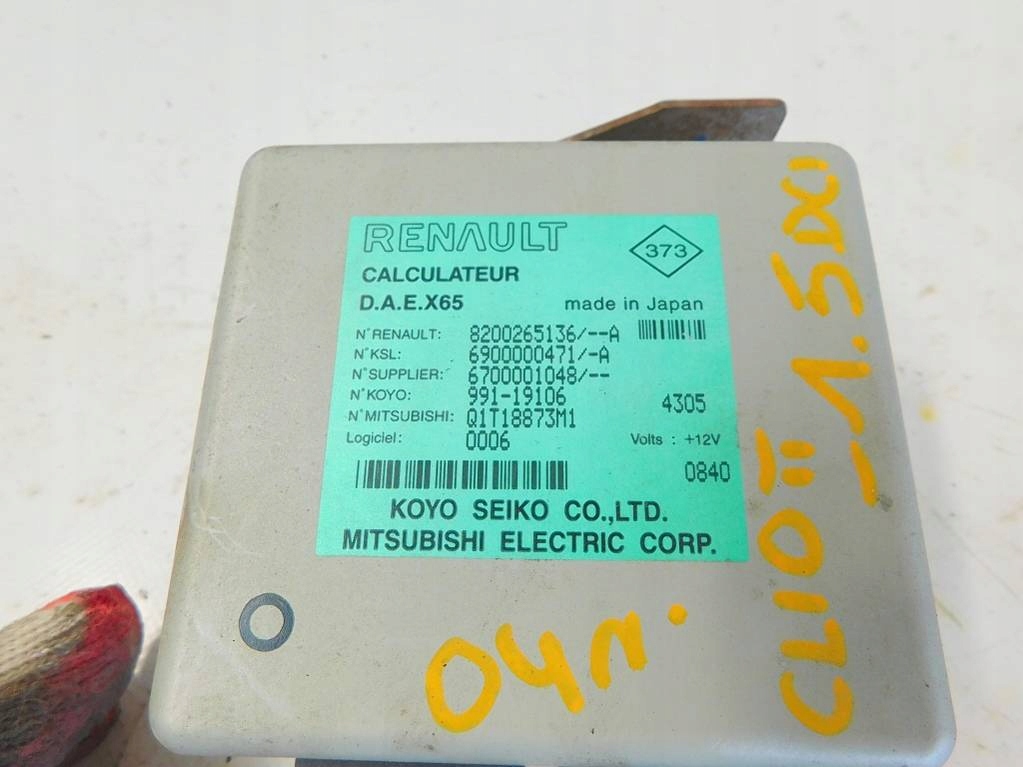 RENAULT
373
CALCULATEUR
D.A.E.X65 made in Japan
N°RENAULT: 8200265136/--A
N°KSL: 6900000471/-A
N°SUPPLIER: 6700001048/--
N°KOYO: 991-19106 4305
N°MITSUBISHI: Q1T18873M1
Logiciel: 0006 Volts : +12V
0840
KOYO SEIKO CO.,LTD.
MITSUBISHI ELECTRIC CORP.
CLIO III _ 1.5DCI
04r.